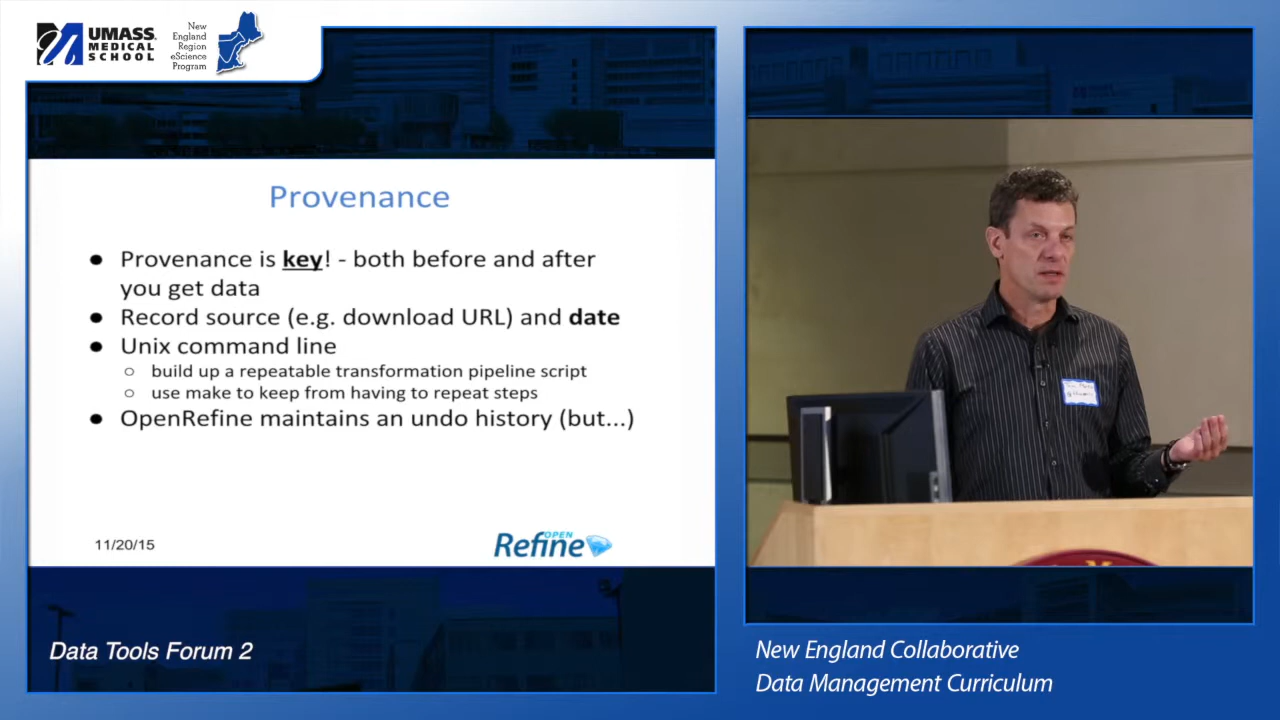 UMASS
MEDICAL
SCHOOL
New
England
Region
eScience
Program
Provenance
● Provenance is key! - both before and after
you get data
● Record source (e.g. download URL) and date
● Unix command line
○ build up a repeatable transformation pipeline script
○ use make to keep from having to repeat steps
● OpenRefine maintains an undo history (but...)
11/20/15
OPEN
Refine
Data Tools Forum 2
New England Collaborative
Data Management Curriculum